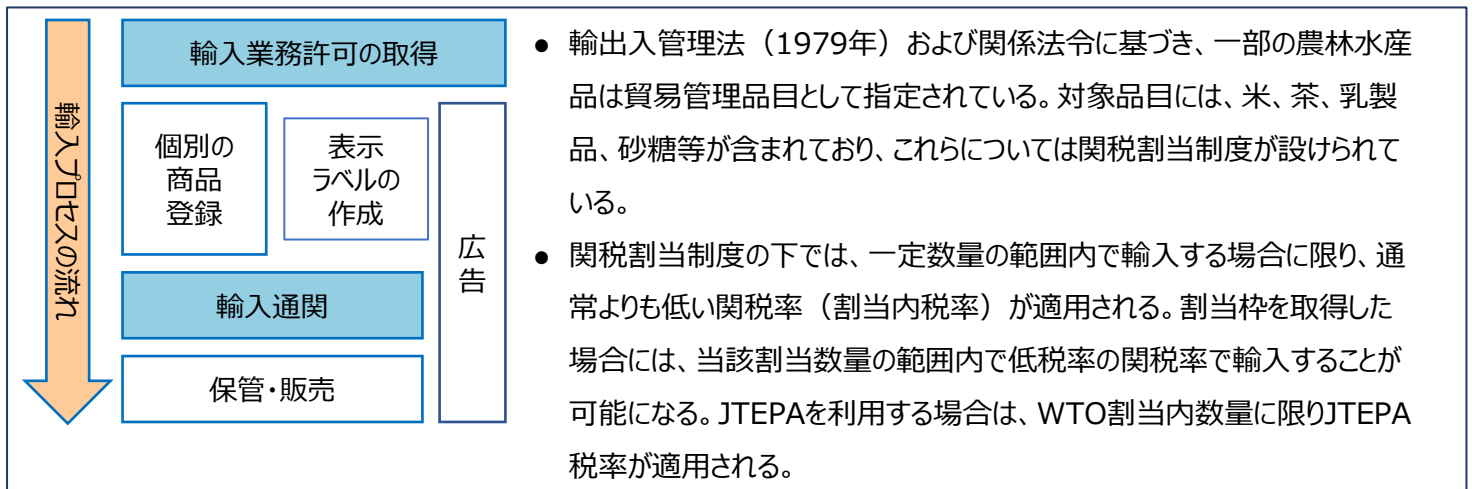 輸入プロセスの流れ
輸入業務許可の取得
個別の
商品
登録
表示
ラベルの
作成
広
告
輸入通関
保管・販売
● 輸出入管理法（1979年）および関係法令に基づき、一部の農林水産
品は貿易管理品目として指定されている。対象品目には、米、茶、乳製
品、砂糖等が含まれており、これらについては関税割当制度が設けられて
いる。
● 関税割当制度の下では、一定数量の範囲内で輸入する場合に限り、通
常よりも低い関税率（割当内税率）が適用される。割当枠を取得した
場合には、当該割当数量の範囲内で低税率の関税率で輸入することが
可能になる。JTEPAを利用する場合は、WTO割当内数量に限りJTEPA
税率が適用される。